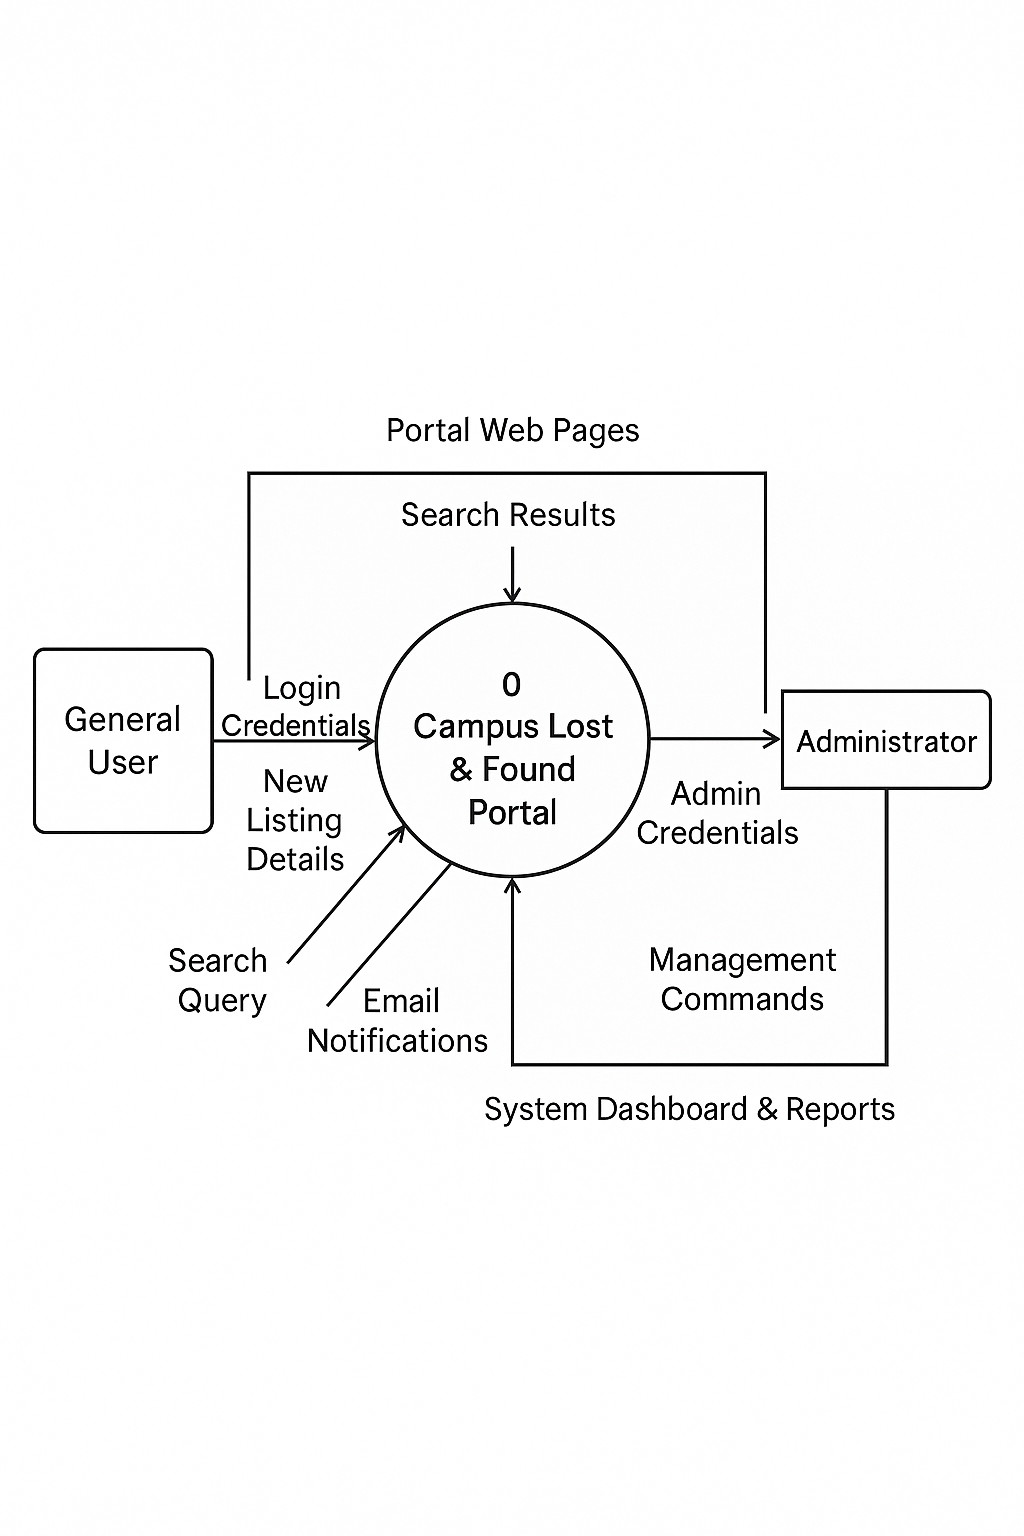 Portal Web Pages
Search Results
General
User
Login
Credentials
New
Listing
Details
0
Campus Lost
& Found
Portal
Administrator
Admin
Credentials
Search
Query
Email
Notifications
Management
Commands
System Dashboard & Reports